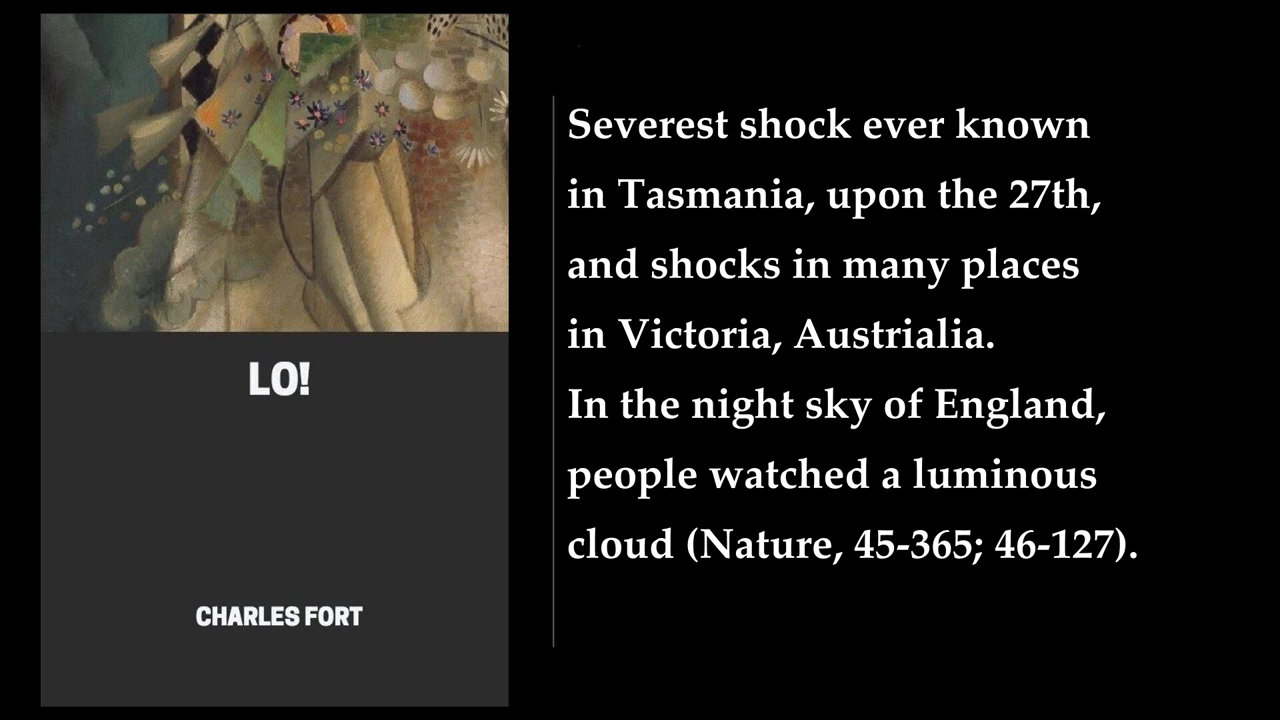 LO!
CHARLES FORT
Severest shock ever known
in Tasmania, upon the 27th,
and shocks in many places
in Victoria, Austrialia.
In the night sky of England,
people watched a luminous
cloud (Nature, 45-365; 46-127).